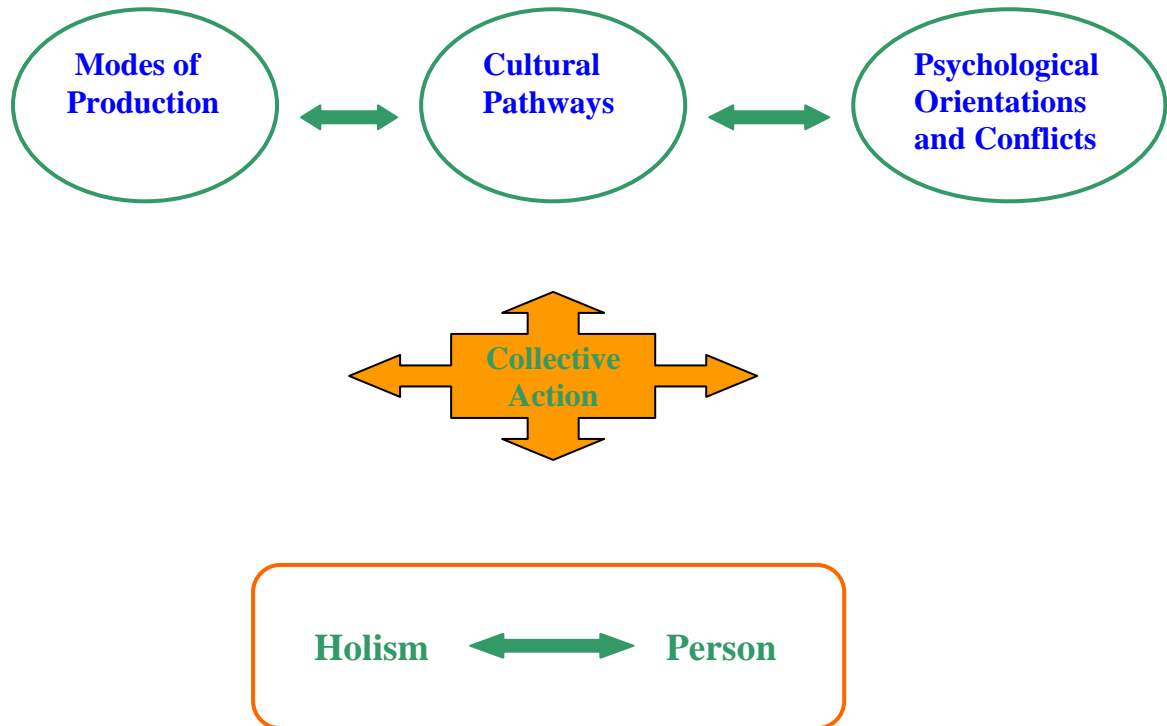 Modes of
Production
Cultural
Pathways
Psychological
Orientations
and Conflicts
Collective
Action
Holism
Person